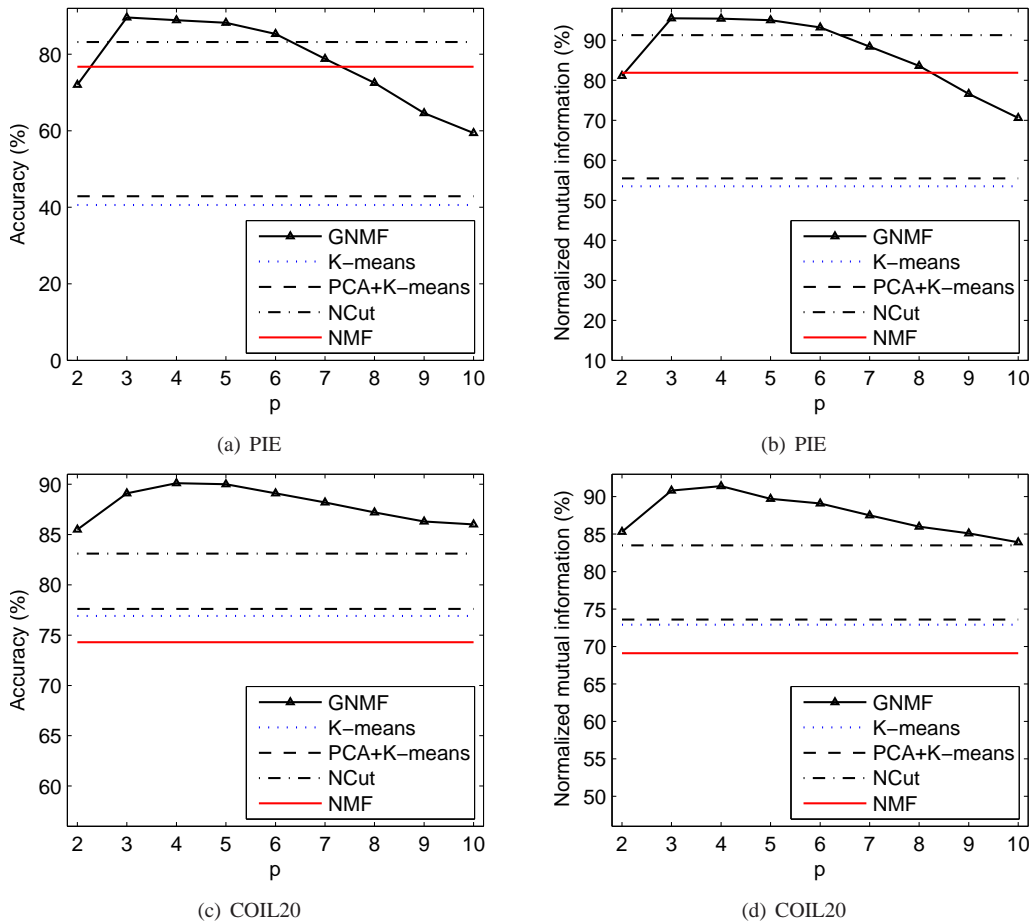 Accuracy (%)
80
60
40
20
0
2 3 4 5 6 7 8 9 10
p
GNMF
K−means
PCA+K−means
NCut
NMF
(a) PIE
Normalized mutual information (%)
90
80
70
60
50
40
30
20
10
2 3 4 5 6 7 8 9 10
p
GNMF
K−means
PCA+K−means
NCut
NMF
(b) PIE
Accuracy (%)
90
85
80
75
70
65
60
2 3 4 5 6 7 8 9 10
p
GNMF
K−means
PCA+K−means
NCut
NMF
(c) COIL20
Normalized mutual information (%)
90
85
80
75
70
65
60
55
50
2 3 4 5 6 7 8 9 10
p
GNMF
K−means
PCA+K−means
NCut
NMF
(d) COIL20